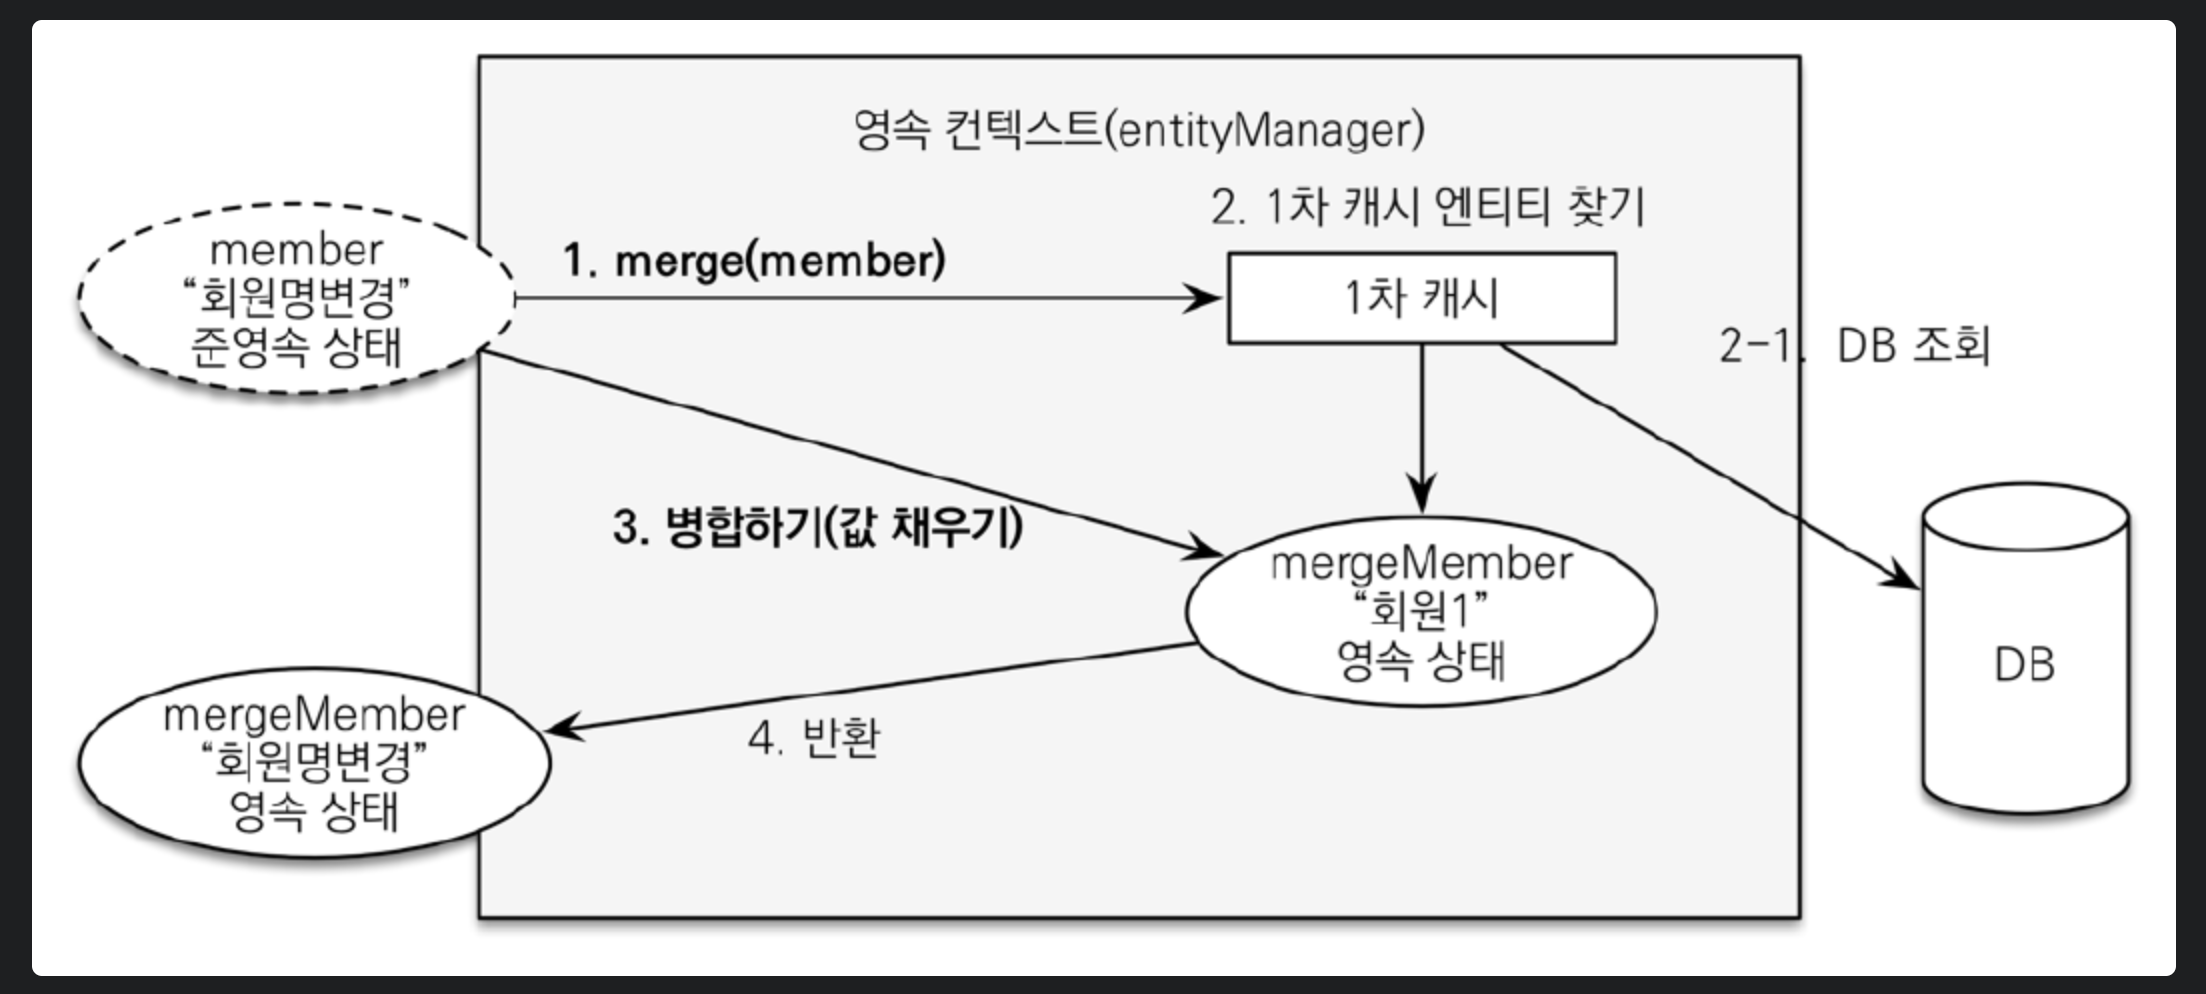 영속 컨텍스트(entityManager)
2. 1차 캐시 엔티티 찾기
member
“회원명변경”
준영속 상태
1. merge(member)
1차 캐시
2-1. DB 조회
3. 병합하기(값 채우기)
mergeMember
“회원1”
영속 상태
DB
mergeMember
“회원명변경”
영속 상태
4. 반환